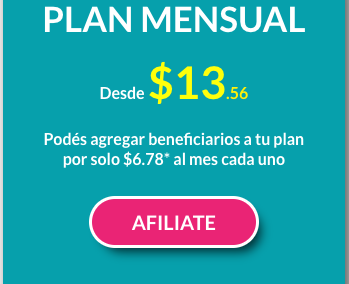 PLAN MENSUAL
Desde $13.56
Podés agregar beneficiarios a tu plan
por solo $6.78* al mes cada uno
AFILIATE